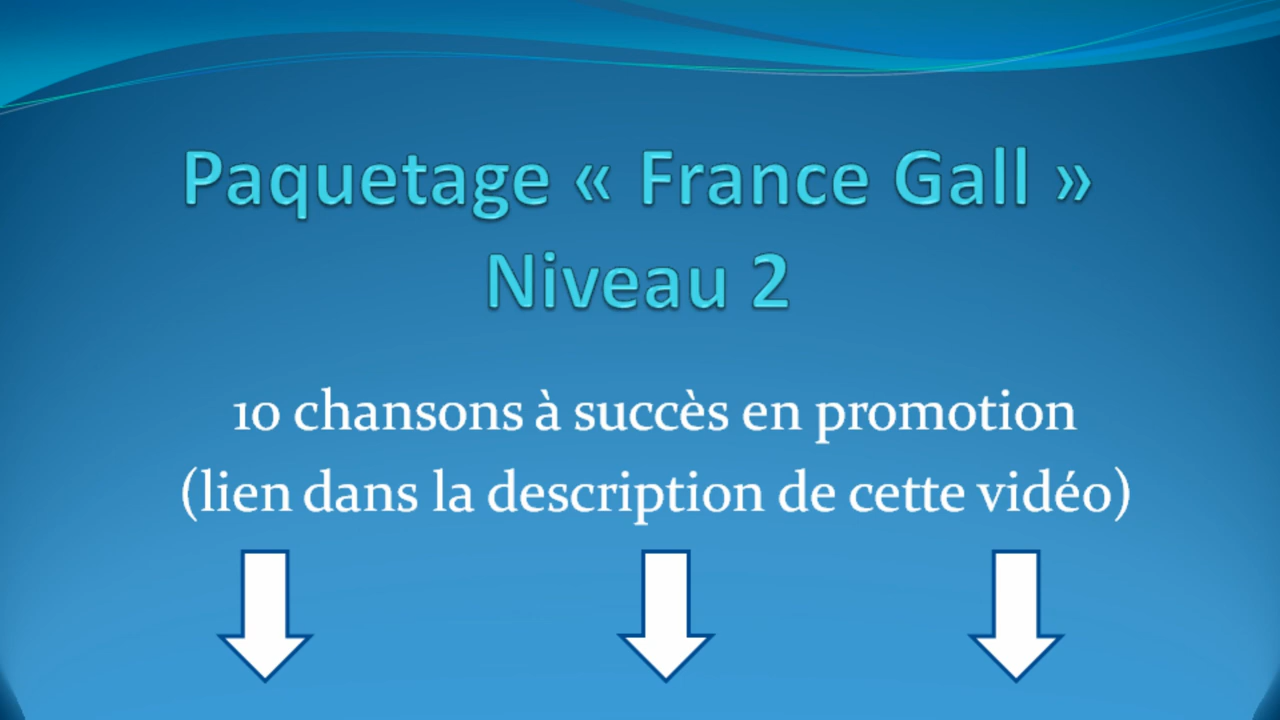 Paquetage « France Gall »
Niveau 2
10 chansons à succès en promotion
(lien dans la description de cette vidéo)